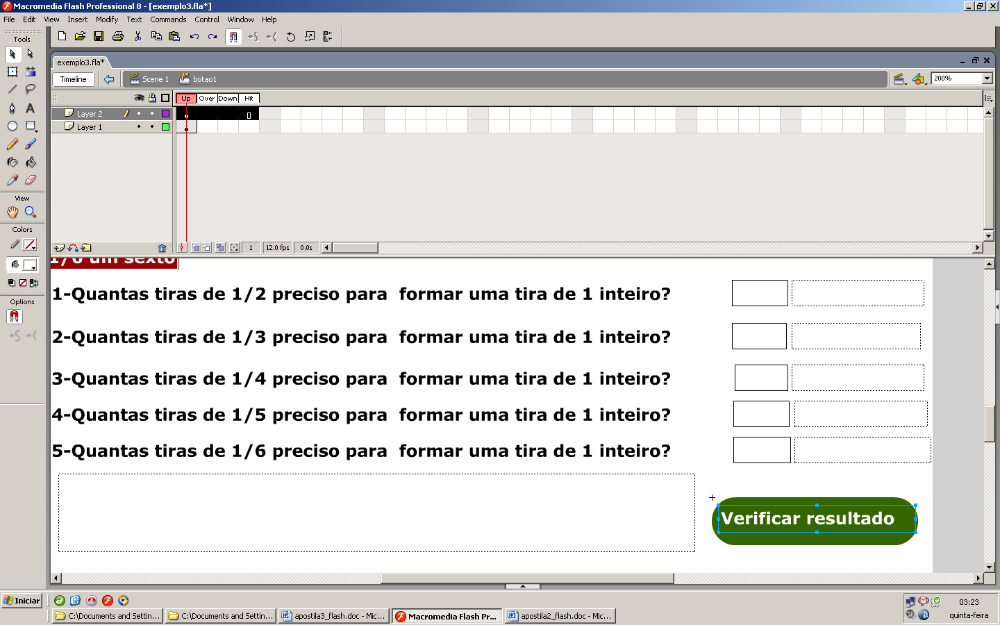 Macromedia Flash Professional 8 - [exemplo3.fla*]
File Edit View Insert Modify Text Commands Control Window Help
Tools
exemplo3.fla*
Timeline Scene 1 botao1 200%
Up Over Down Hit
Layer 2
Layer 1
View
Colors
Options
1 12.0 fps 0.0s
1/6 um sexto
1-Quantas tiras de 1/2 preciso para formar uma tira de 1 inteiro?
2-Quantas tiras de 1/3 preciso para formar uma tira de 1 inteiro?
3-Quantas tiras de 1/4 preciso para formar uma tira de 1 inteiro?
4-Quantas tiras de 1/5 preciso para formar uma tira de 1 inteiro?
5-Quantas tiras de 1/6 preciso para formar uma tira de 1 inteiro?
Verificar resultado
Iniciar
C:\Documents and Settin... C:\Documents and Settin... apostila3_flash.doc - Mic... Macromedia Flash Pr... apostila2_flash.doc - Mic...
03:23
quinta-feira